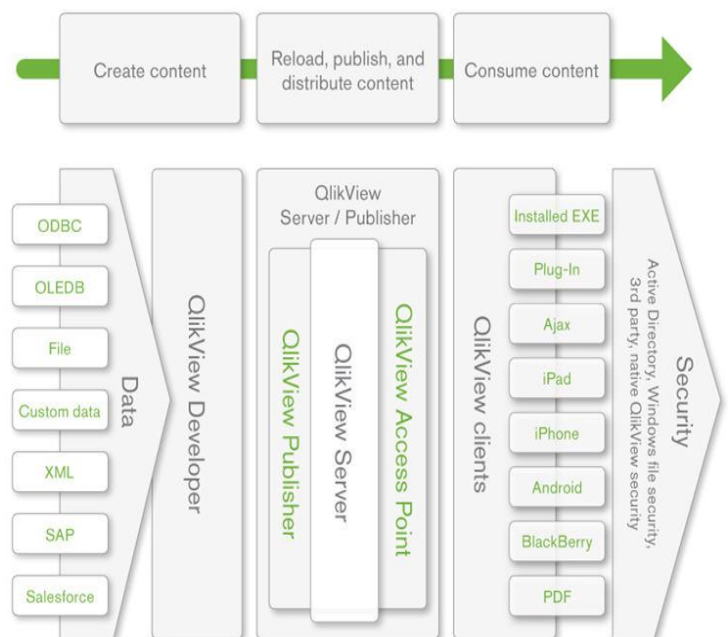 Create content
Reload, publish, and
distribute content
Consume content
ODBC
OLEDB
File
Custom data
XML
SAP
Salesforce
Data
QlikView Developer
QlikView
Server / Publisher
QlikView Publisher
QlikView Server
QlikView Access Point
QlikView clients
Installed EXE
Plug-In
Ajax
iPad
iPhone
Android
BlackBerry
PDF
Security
Active Directory, Windows file security,
3rd party, native QlikView security